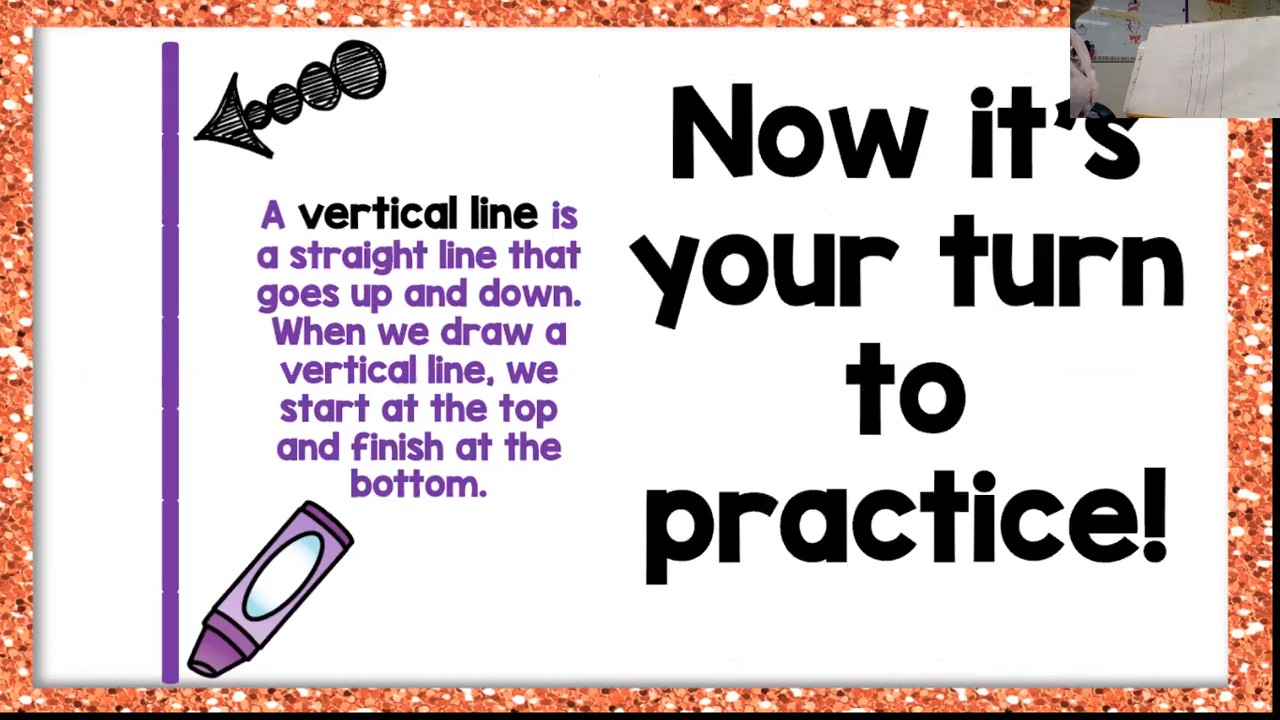 A vertical line is
a straight line that
goes up and down.
When we draw a
vertical line, we
start at the top
and finish at the
bottom.
Now it's
your turn
to
practice!